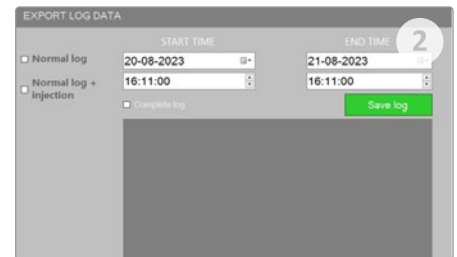 EXPORT LOG DATA
START TIME END TIME
2
Normal log 20-08-2023 21-08-2023
Normal log + 16:11:00 16:11:00
injection
Complete log Save log